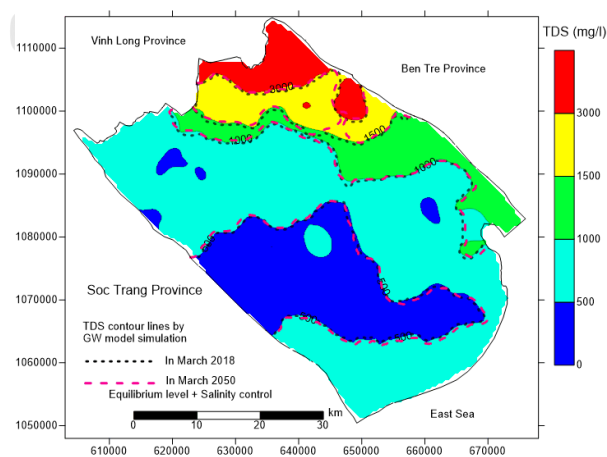 TDS (mg/l)
1110000
Vinh Long Province
Ben Tre Province
3000
3000
1100000
1500
1500
1000
1000
1000
1090000
1080000
500
1000
500
Soc Trang Province
1070000
500
500
500
TDS contour lines by
GW model simulation
In March 2018
1060000
0
In March 2050
Equilibrium level + Salinity control
km
0 10 20 30
East Sea
1050000
610000 620000 630000 640000 650000 660000 670000